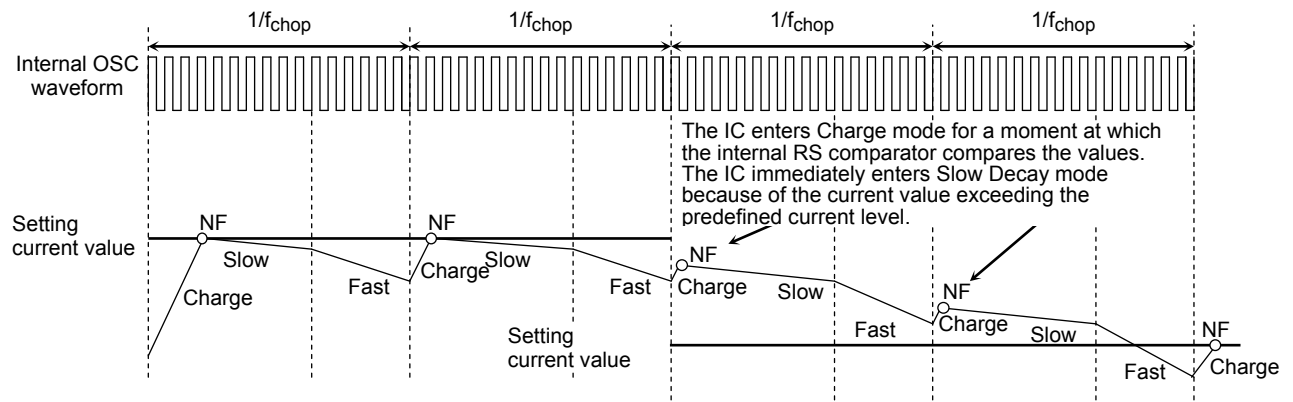 1/fchop 1/fchop 1/fchop 1/fchop
Internal OSC
waveform
The IC enters Charge mode for a moment at which
the internal RS comparator compares the values.
The IC immediately enters Slow Decay mode
because of the current value exceeding the
predefined current level.
Setting
current value
NF
Slow
Charge
Fast
NF
Charge
Slow
Fast
NF
Charge
Slow
Fast
NF
Charge
Slow
Fast
NF
Charge
Setting
current value